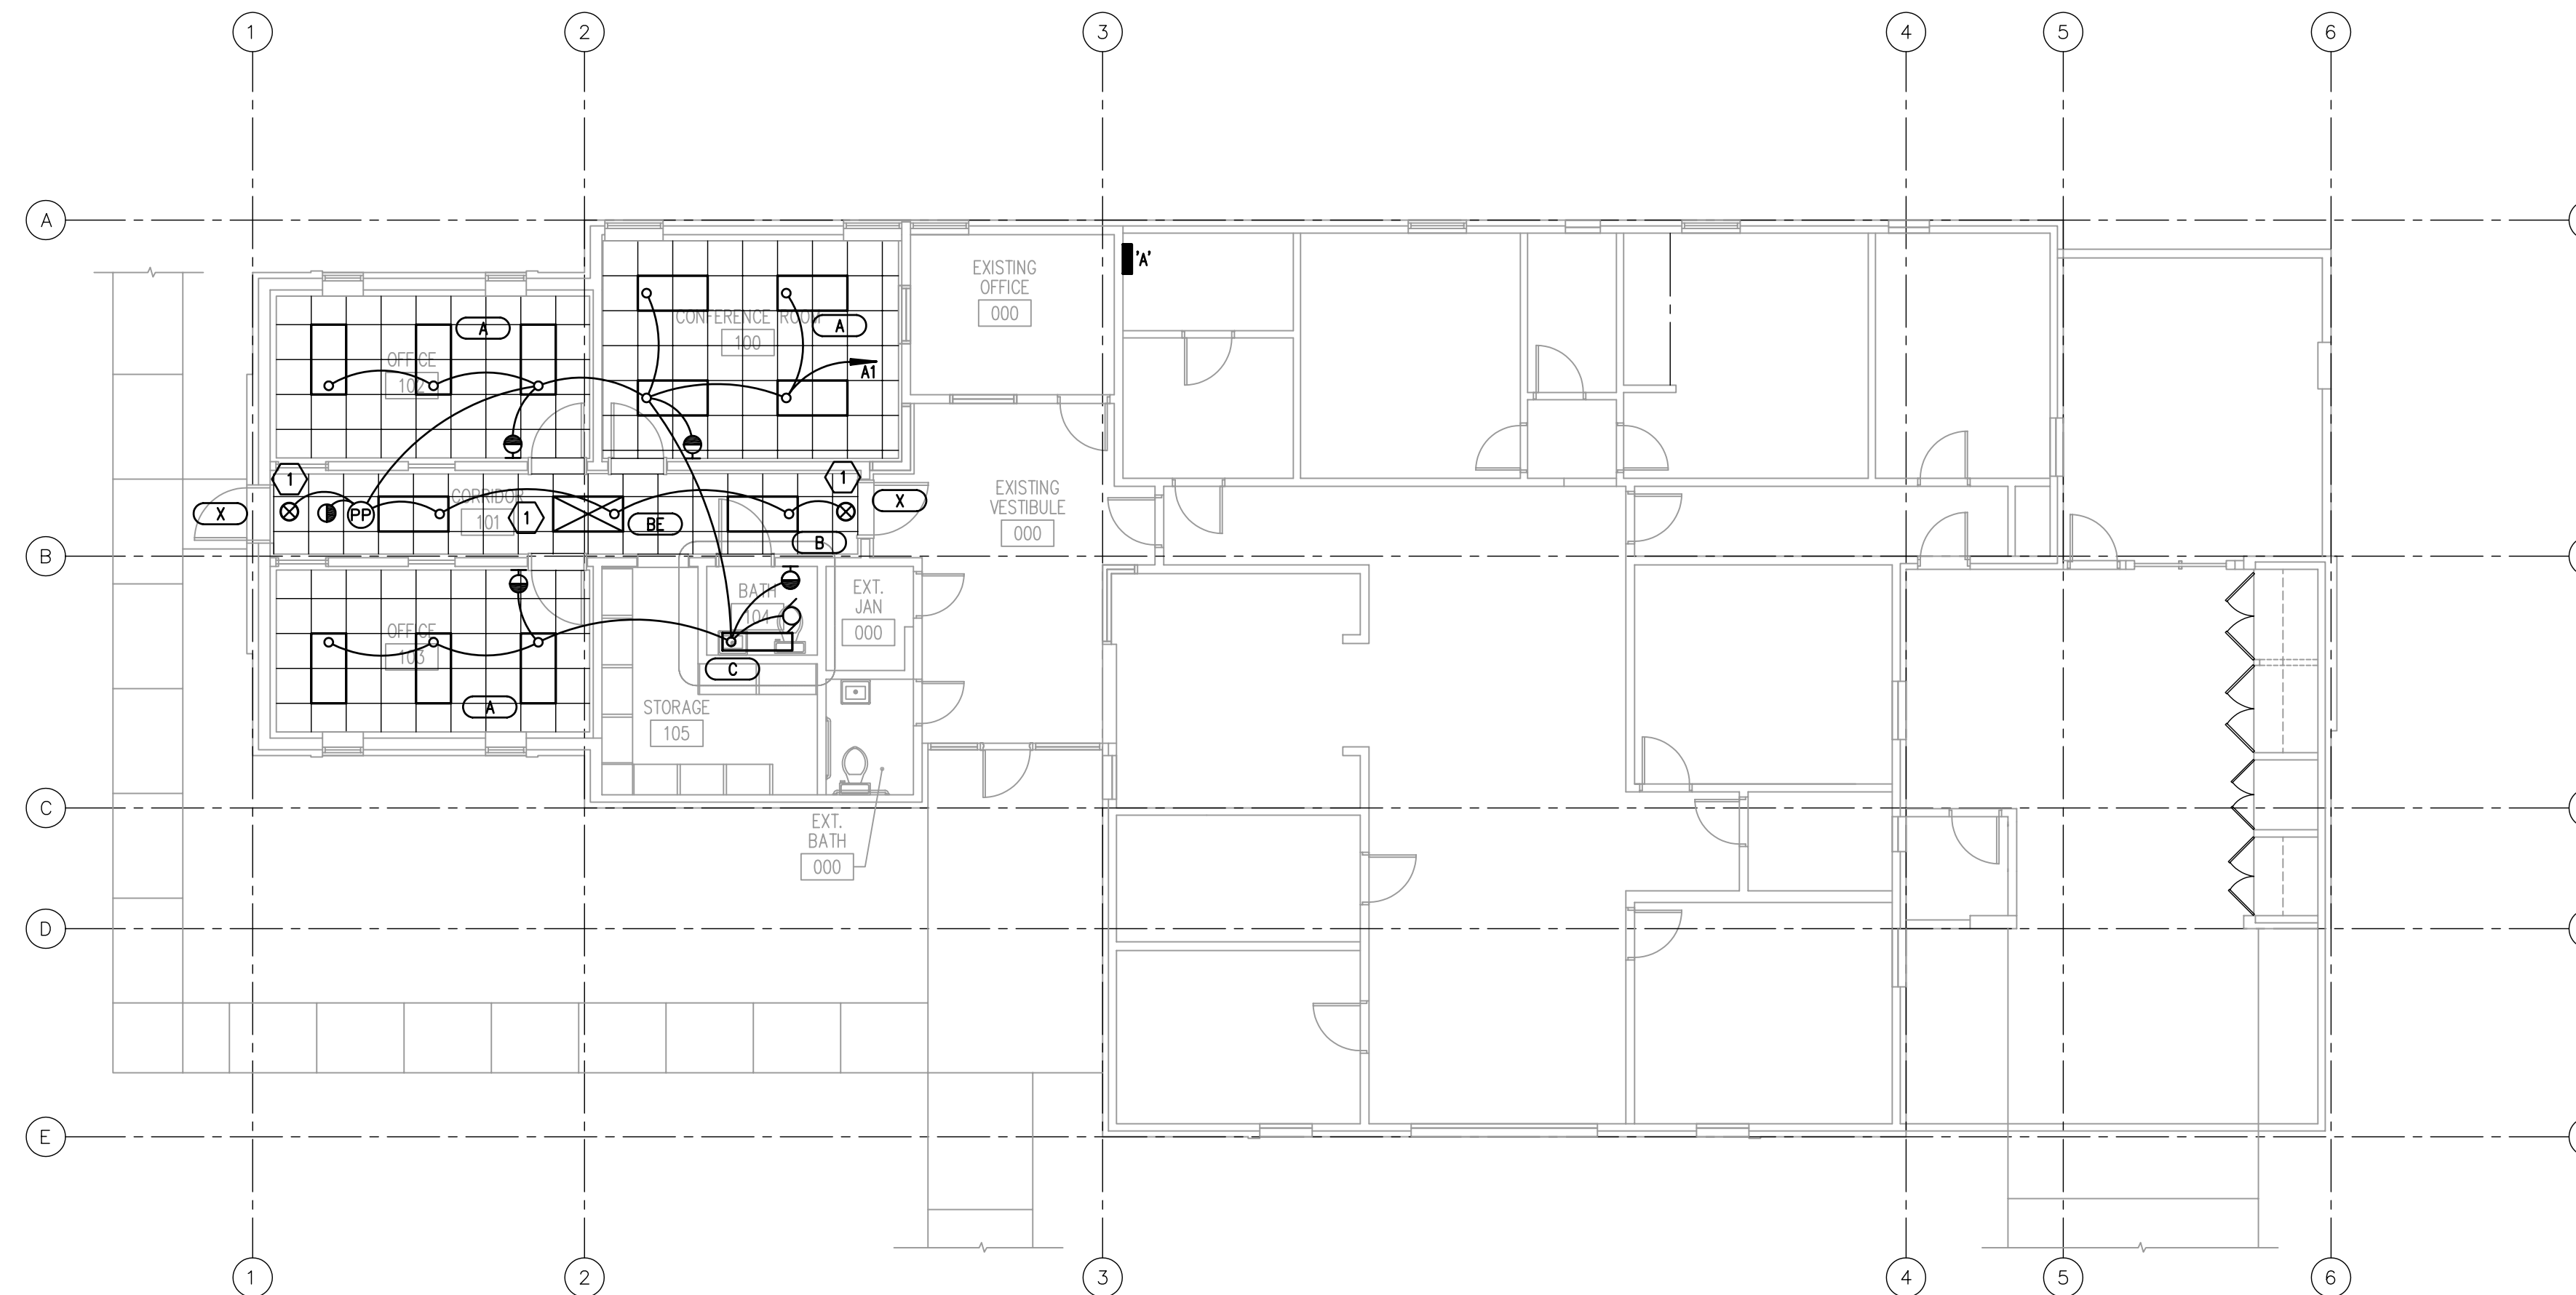 1 2 3 4 5 6
A
'A'
EXISTING
OFFICE
000
A
CONFERENCE ROOM
100
A
OFFICE
102
A1
1
1
X
PP
CORRIDOR
101
1
BE
X
B
EXISTING
VESTIBULE
000
B
BATH
104
EXT.
JAN
000
OFFICE
103
C
A
STORAGE
105
C
EXT.
BATH
000
D
E
1 2 3 4 5 6